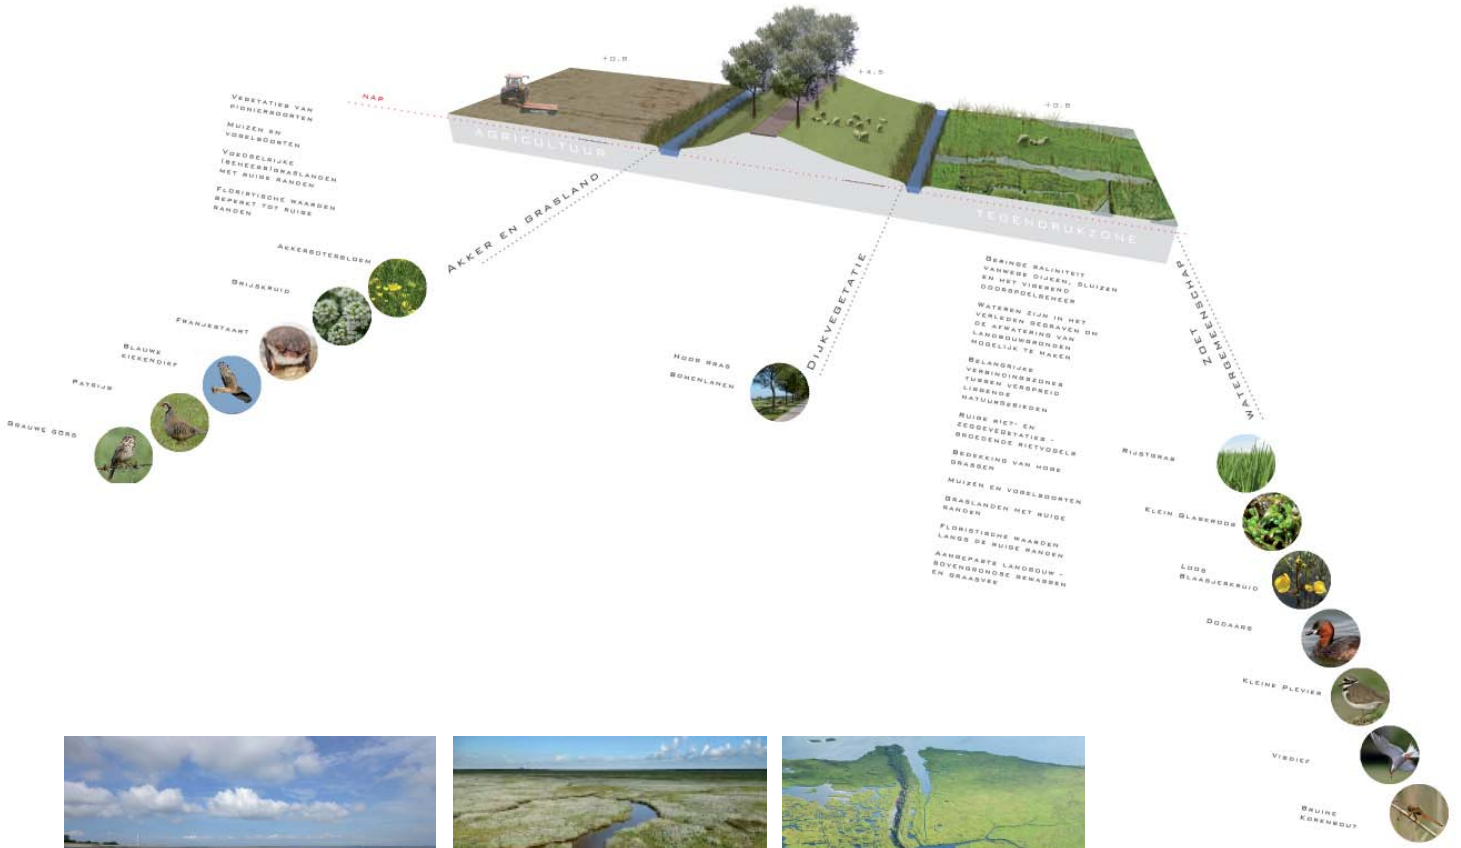 +0.5
+4.5
+0.5
NAP
AGRICULTUUR
TEGENDRUKZONE
VEGETATIES VAN
PIONIERSOORTEN
MUIZEN EN
VOGELSOORTEN
VOEDSELRIJKE
(BEHEERS)GRASLANDEN
MET RUIGE RANDEN
FLORISTISCHE WAARDEN
BEPERKT TOT RUIGE
RANDEN
AKKER EN GRASLAND
AKKERBOTERBLOEM
GRIJSKRUID
FRANJESTAART
BLAUWE
KIEKENDIEF
PATRIJS
GRAUWE GORS
DIJKVEGETATIE
HOOG GRAS
BOMENLANEN
GERINGE SALINITEIT
VANWEGE DIJKEN, SLUIZEN
EN HET VIGEREND
DOORSPOELBEHEER
WATEREN ZIJN IN HET
VERLEDEN GEGRAVEN OM
DE AFWATERING VAN
LANDBOUWGRONDEN
MOGELIJK TE MAKEN
BELANGRIJKE
VERBINDINGSZONES
TUSSEN VERSPREID
LIGGENDE
NATUURGEBIEDEN
RUIGE RIET- EN
ZEGGEVEGETATIES -
BROEDENDE RIETVOGELS
BEDEKKING VAN HOGE
GRASSEN
MUIZEN EN VOGELSOORTEN
GRASLANDEN MET RUIGE
RANDEN
FLORISTISCHE WAARDEN
LANGS DE RUIGE RANDEN
AANGEPASTE LANDBOUW -
BOVENGRONDSE GEWASSEN
EN GRAASVEE
ZOET
WATERGEMEENSCHAP
RIJSTGRAS
KLEIN GLASKROOS
LOOS
BLAASJESKRUID
DODAARS
KLEINE PLEVIER
VISDIEF
BRUINE
KORENBOUT